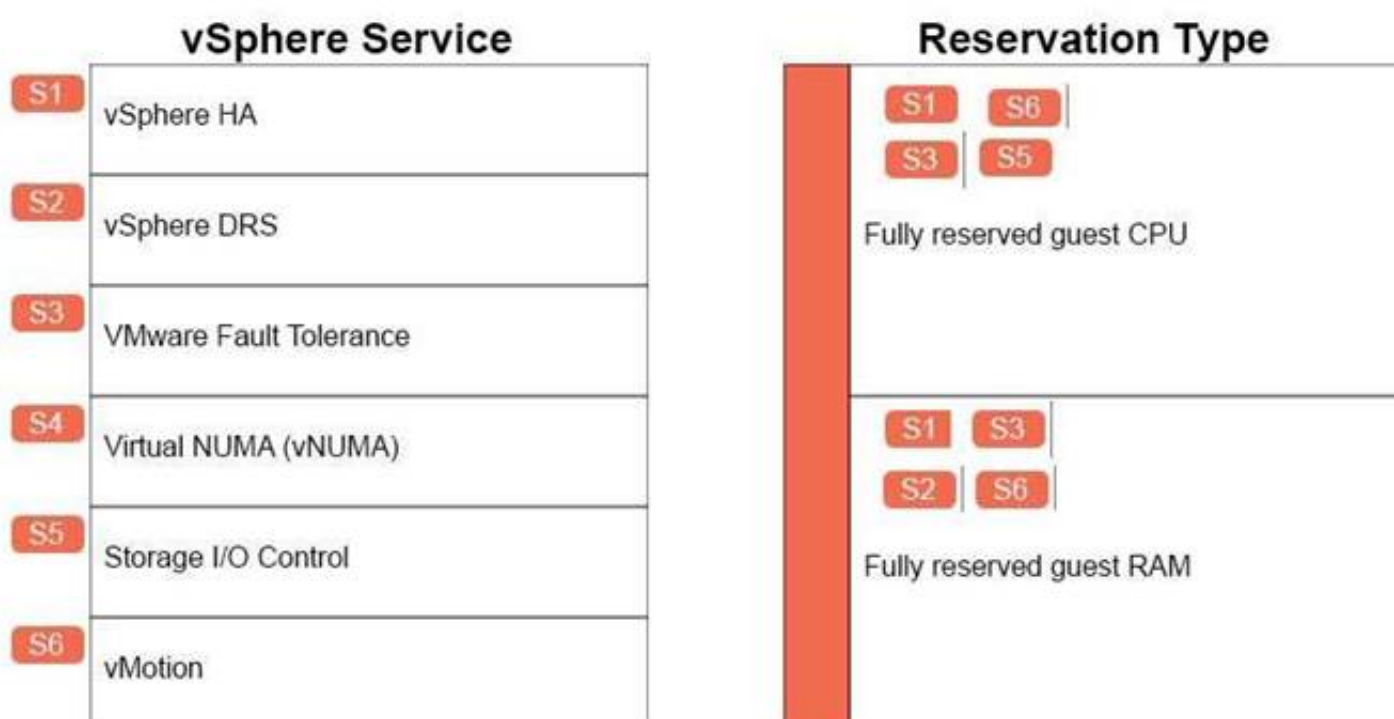 vSphere Service
S1
vSphere HA
S2
vSphere DRS
S3
VMware Fault Tolerance
S4
Virtual NUMA (vNUMA)
S5
Storage I/O Control
S6
vMotion
Reservation Type
S1 S6
S3 S5
Fully reserved guest CPU
S1 S3
S2 S6
Fully reserved guest RAM